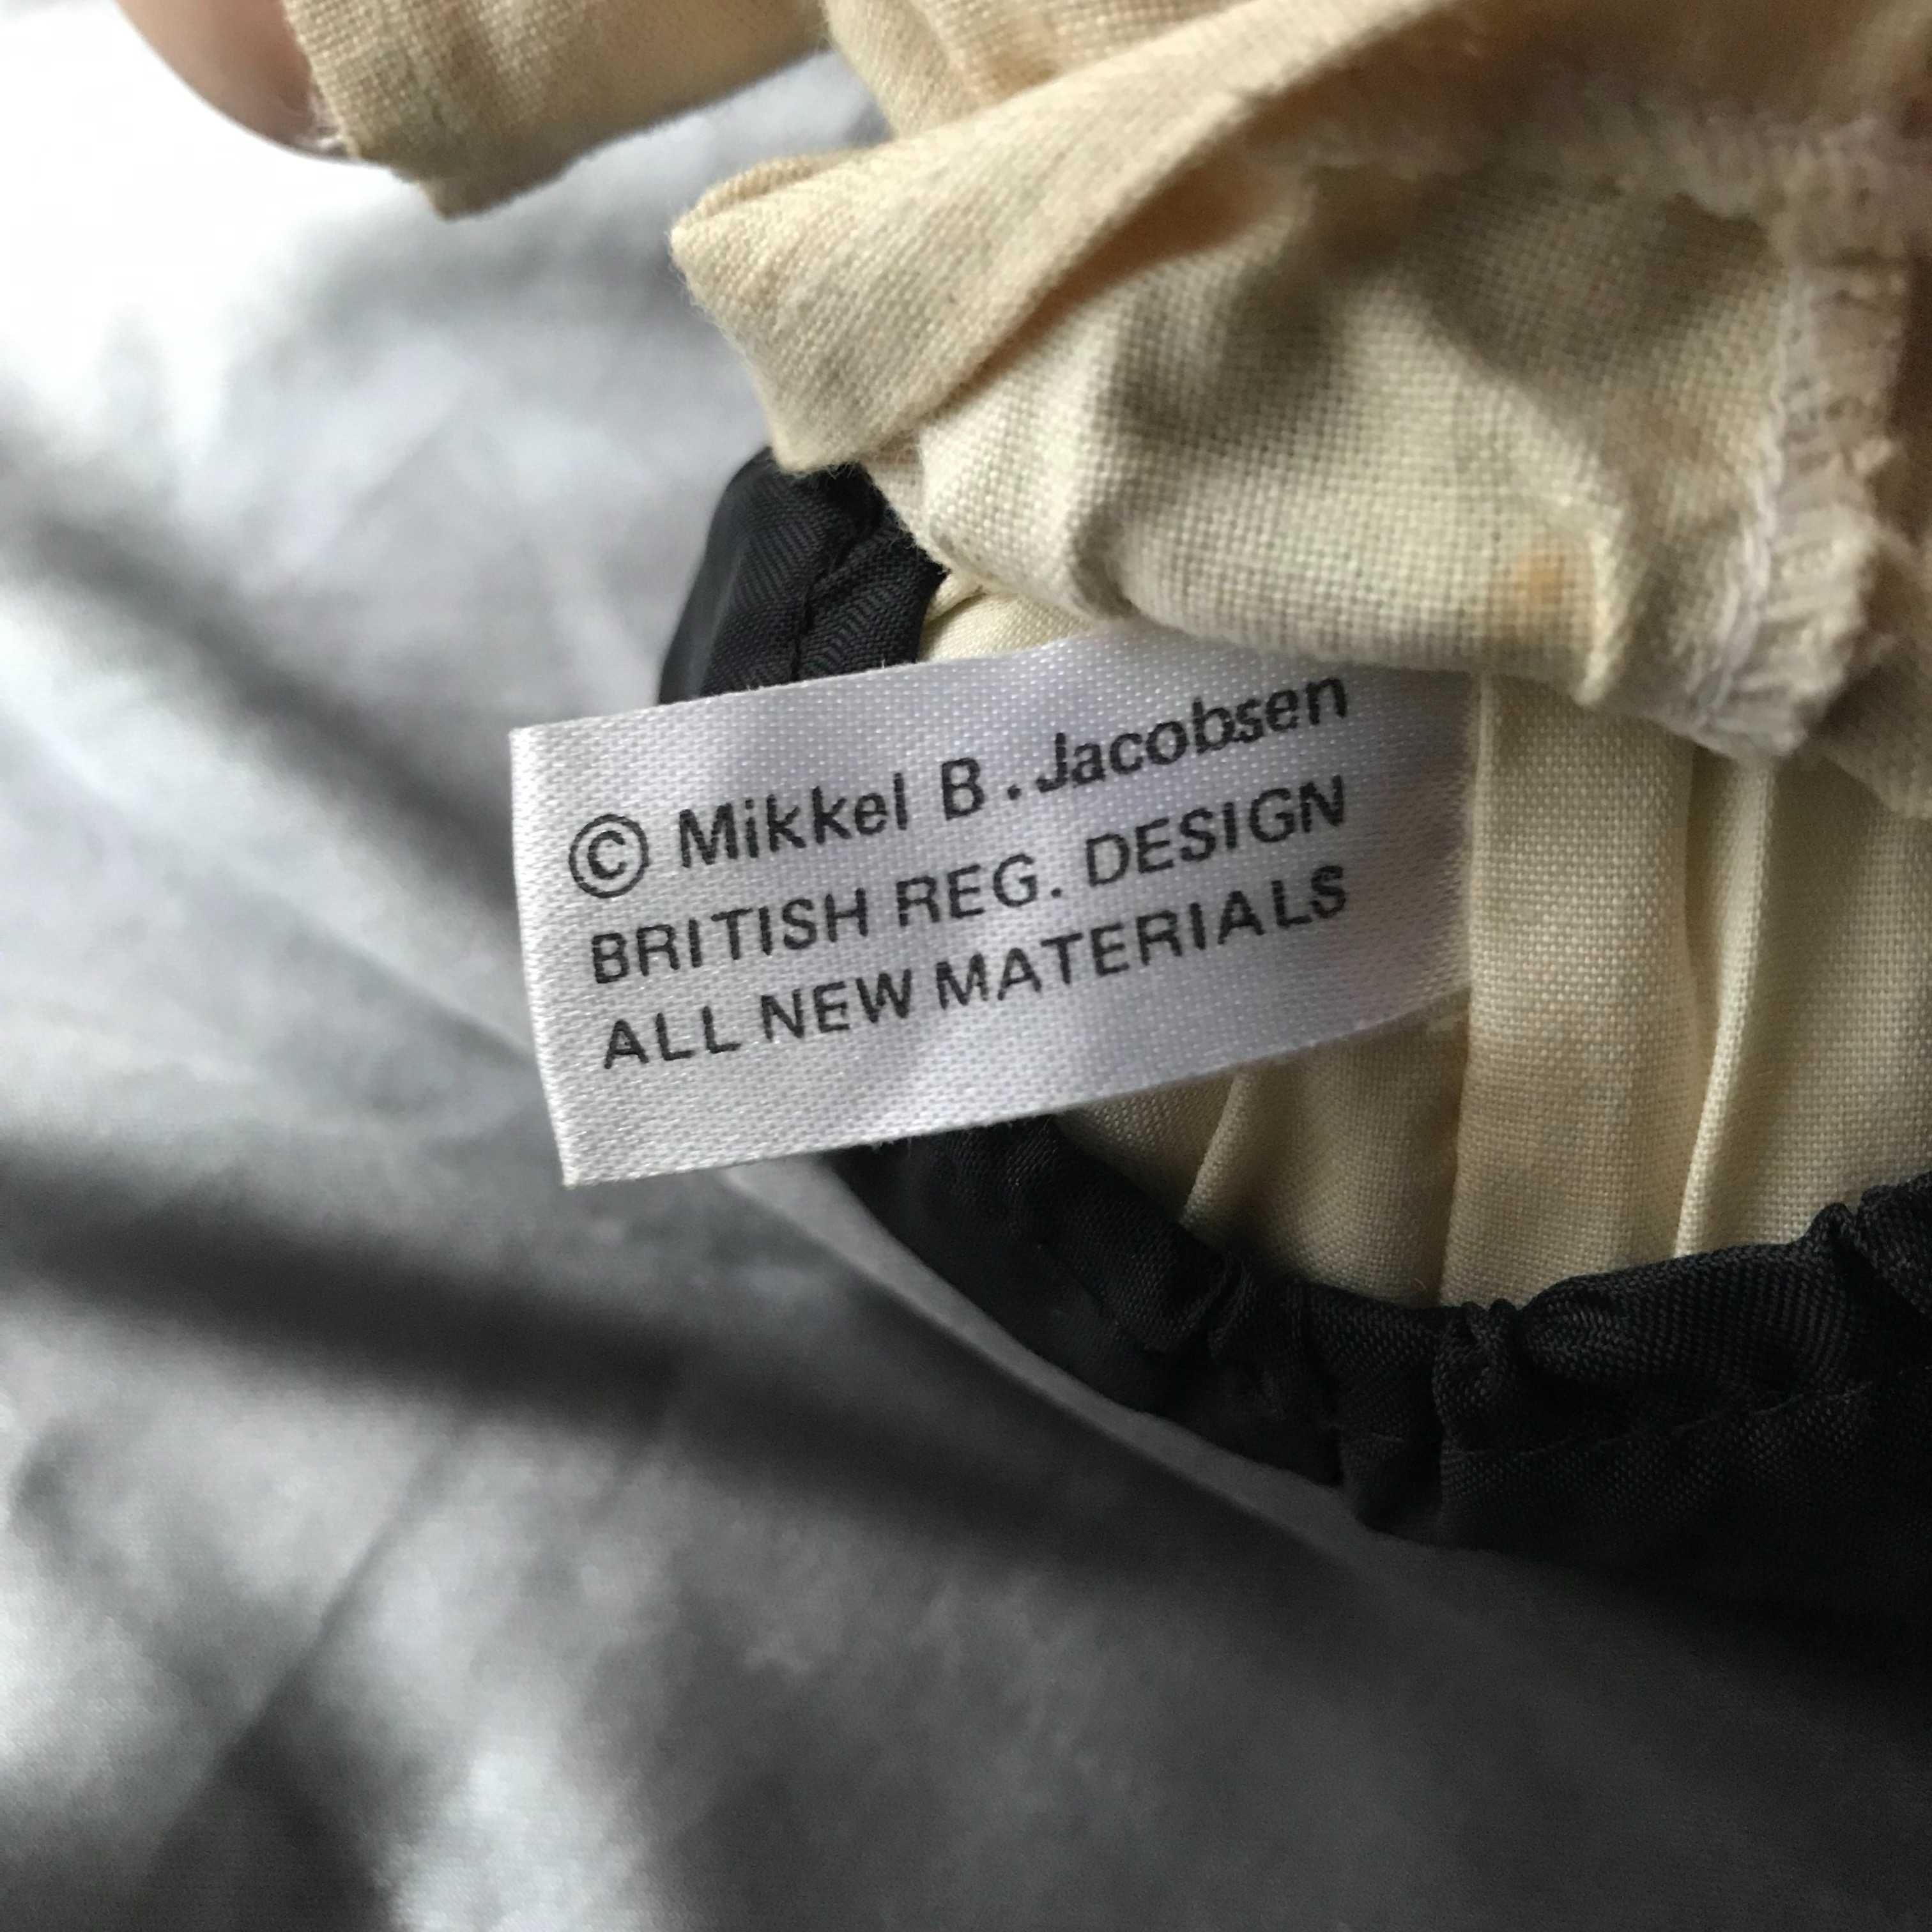 © Mikkel B. Jacobsen
BRITISH REG. DESIGN
ALL NEW MATERIALS